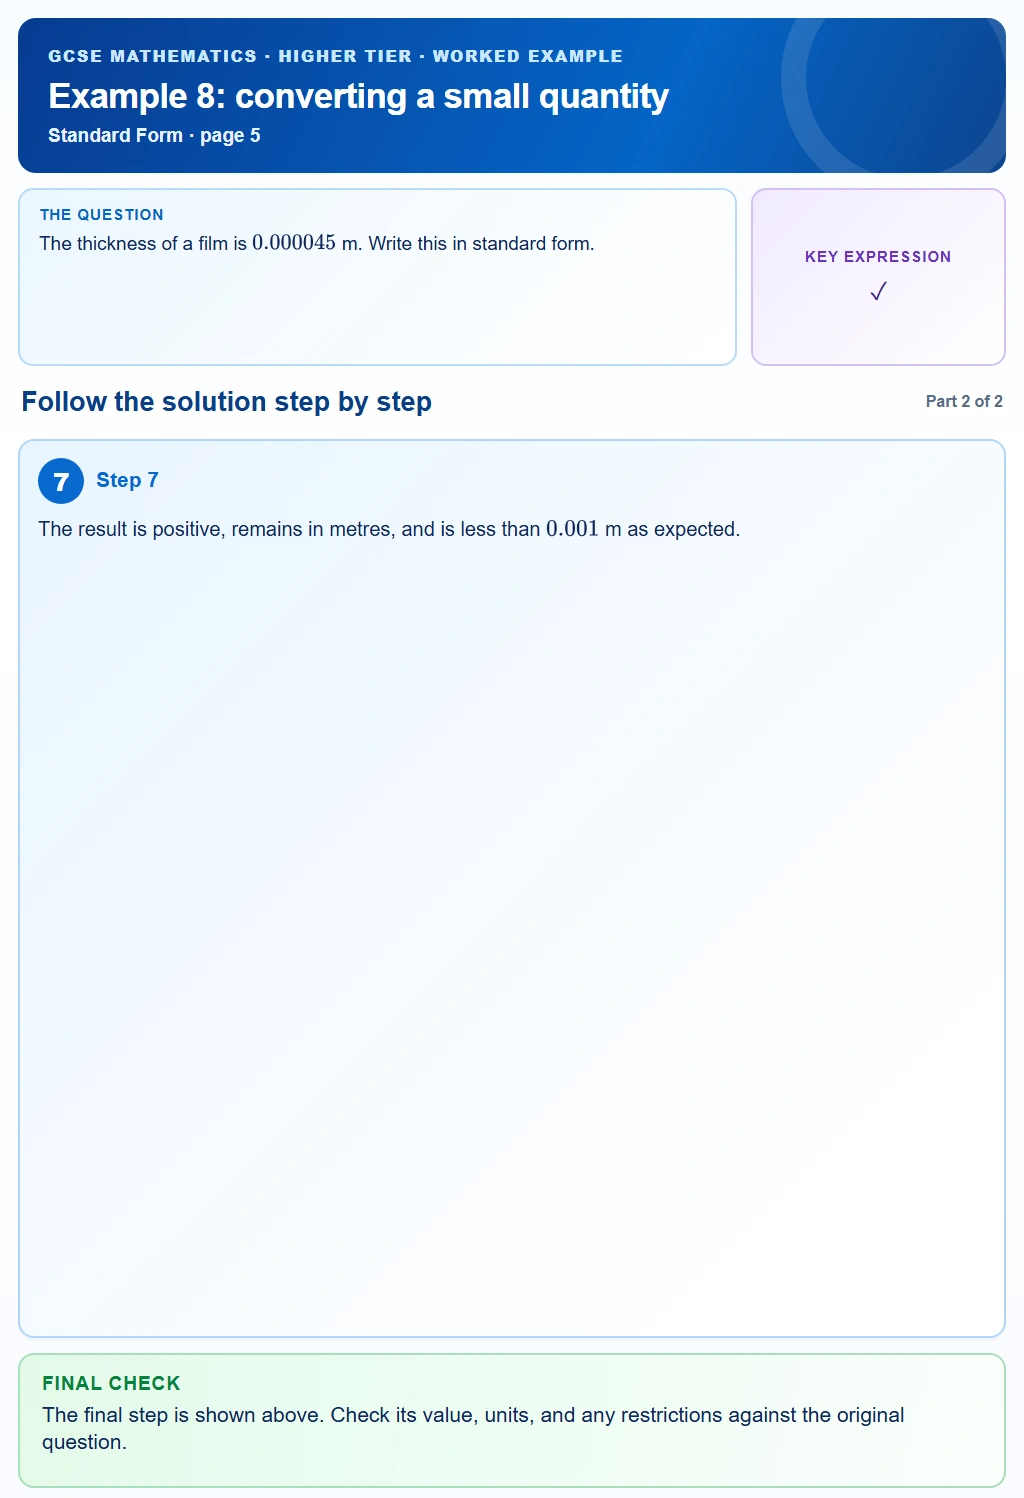 GCSE MATHEMATICS · HIGHER TIER · WORKED EXAMPLE
Example 8: converting a small quantity
Standard Form · page 5
THE QUESTION
The thickness of a film is 0.000045 m. Write this in standard form.
KEY EXPRESSION
✓
Follow the solution step by step
Part 2 of 2
7 Step 7
The result is positive, remains in metres, and is less than 0.001 m as expected.
FINAL CHECK
The final step is shown above. Check its value, units, and any restrictions against the original
question.